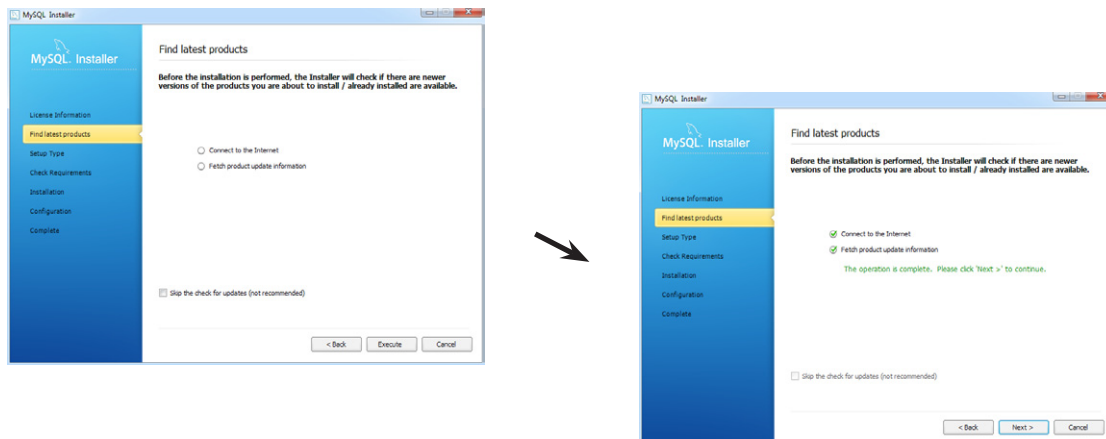 MySQL Installer
MySQL. Installer
License Information
Find latest products
Setup Type
Check Requirements
Installation
Configuration
Complete
Find latest products
Before the installation is performed, the Installer will check if there are newer
versions of the products you are about to install / already installed are available.
Connect to the Internet
Fetch product update information
Skip the check for updates (not recommended)
< Back
Execute
Cancel
MySQL Installer
MySQL. Installer
License Information
Find latest products
Setup Type
Check Requirements
Installation
Configuration
Complete
Find latest products
Before the installation is performed, the Installer will check if there are newer
versions of the products you are about to install / already installed are available.
Connect to the Internet
Fetch product update information
The operation is complete. Please click 'Next >' to continue.
Skip the check for updates (not recommended)
< Back
Next >
Cancel